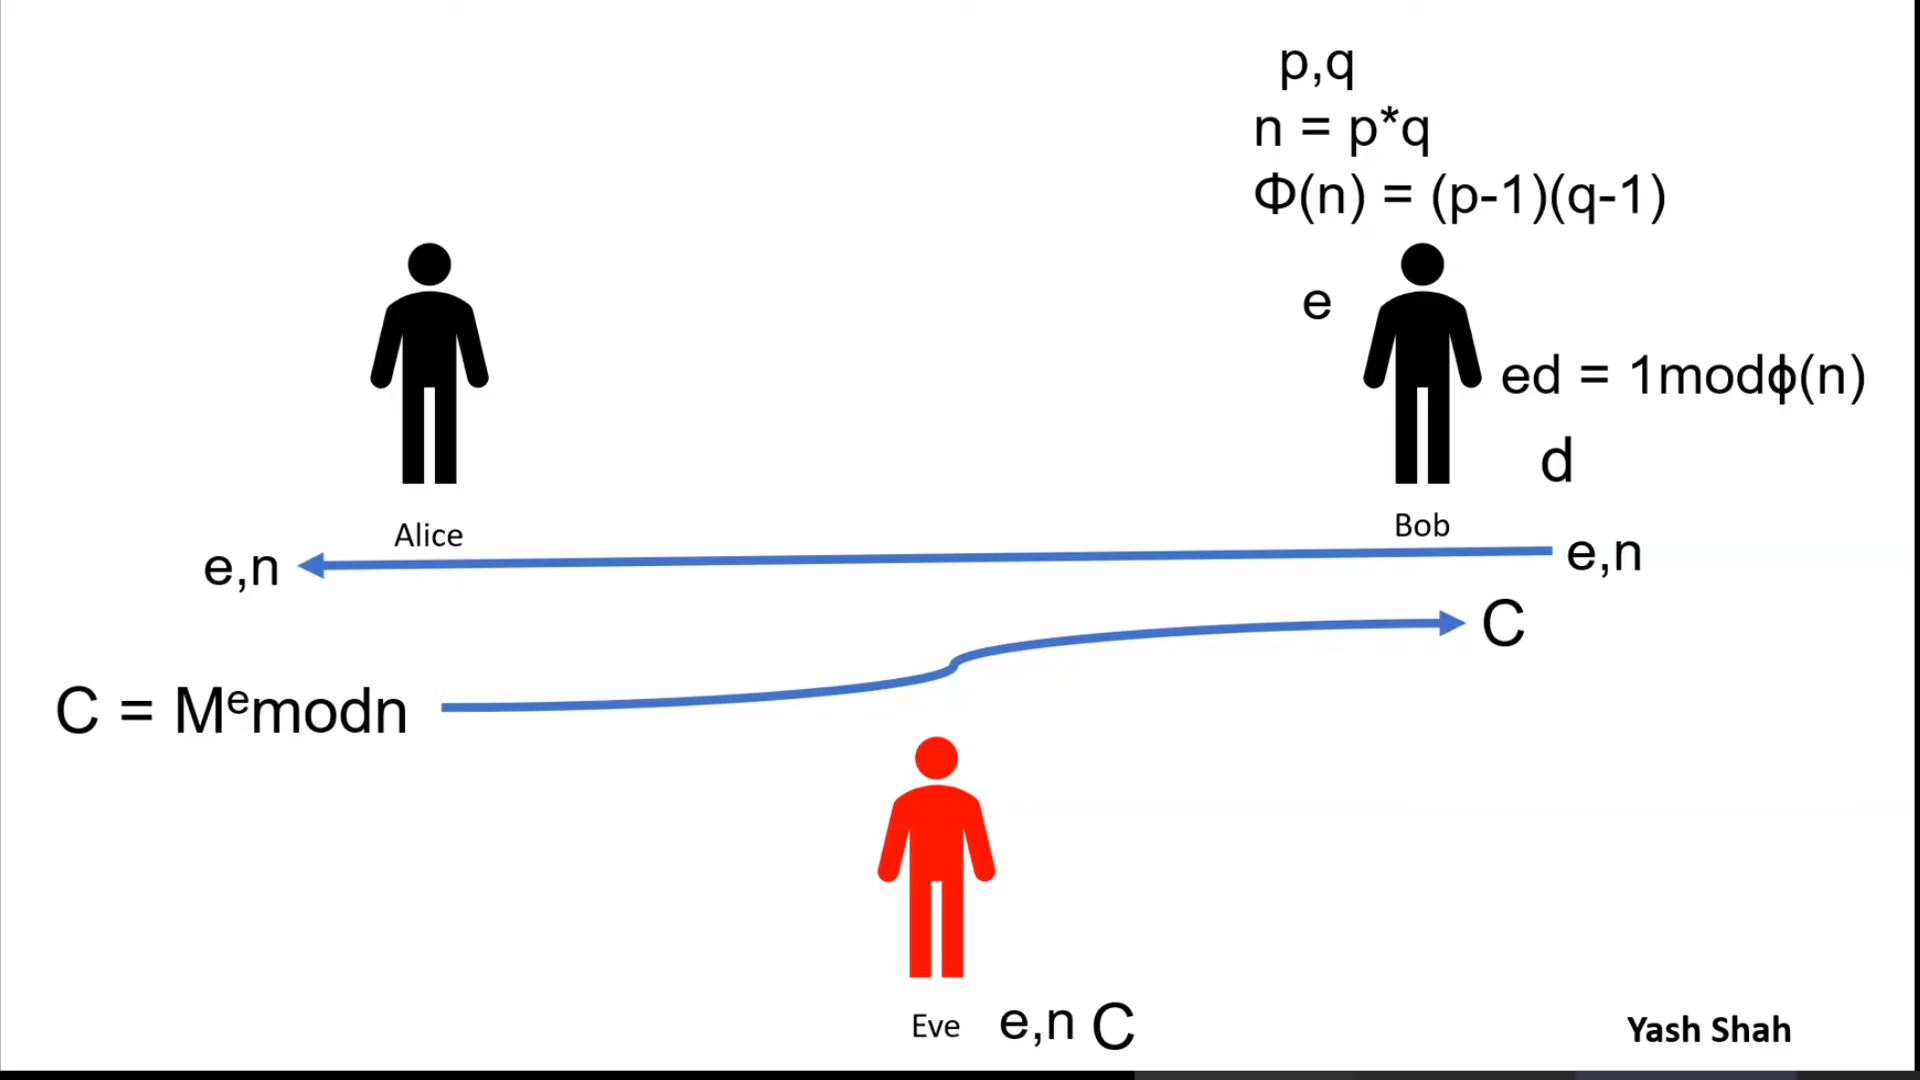 p,q
n = p*q
Φ(n) = (p-1)(q-1)
e
ed = 1modϕ(n)
d
Alice
Bob
e,n
e,n
C
C = Mᵉmodn
Eve
e,n C
Yash Shah